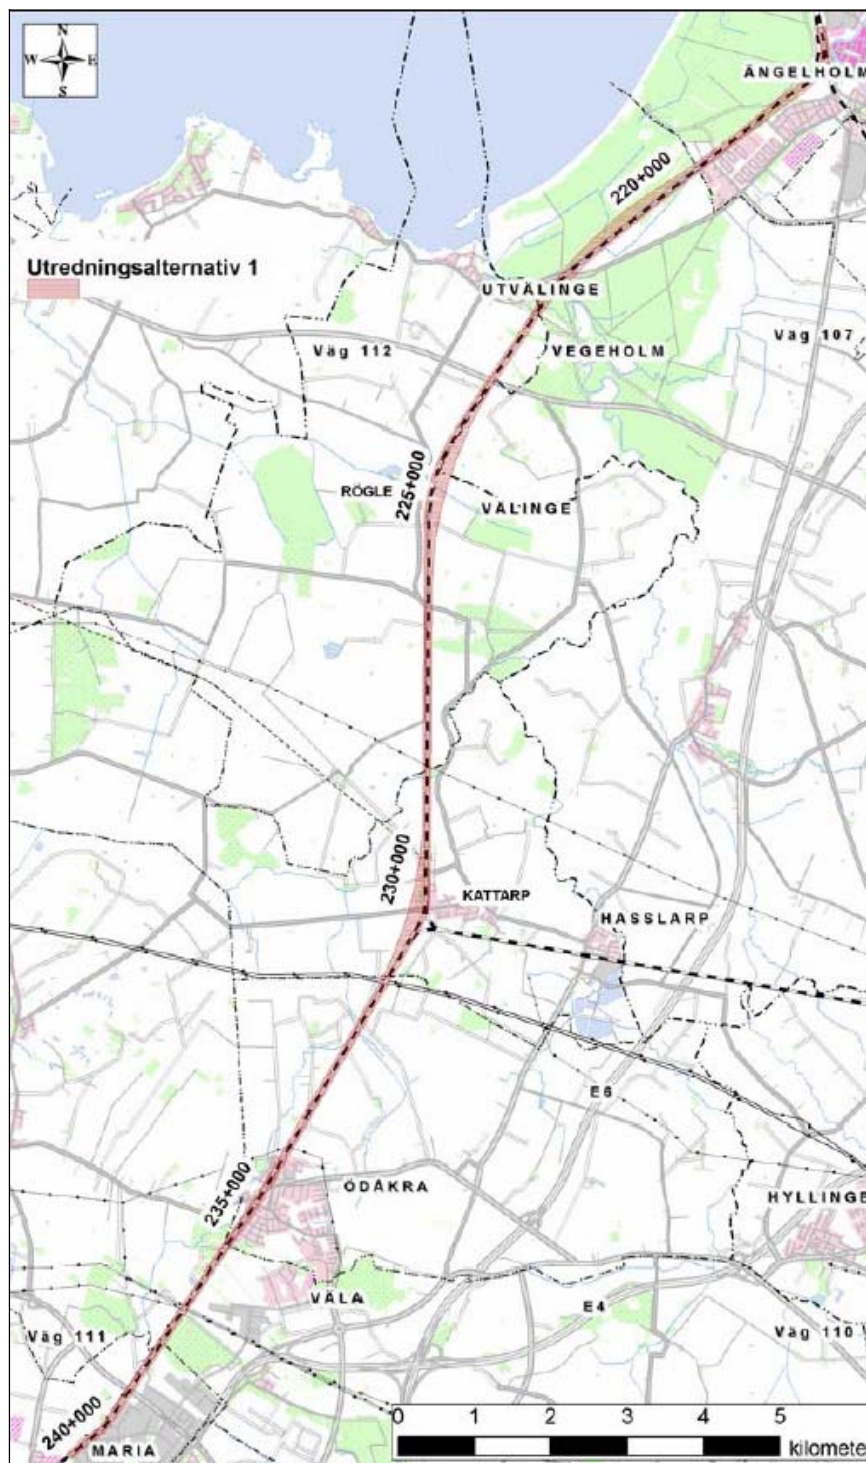 N
W E
S
ÄNGELHOLM
220+000
Utredningsalternativ 1
UTVÄLINGE
VEGEHOLM
Väg 107
Väg 112
225+000
RÖGLE
VÄLINGE
230+000
KATTARP
HASSLARP
E6
235+000
ÖDÅKRA
HYLLINGE
VÄLA
E4
Väg 111
Väg 110
240+000
MARIA
0 1 2 3 4 5
kilomete